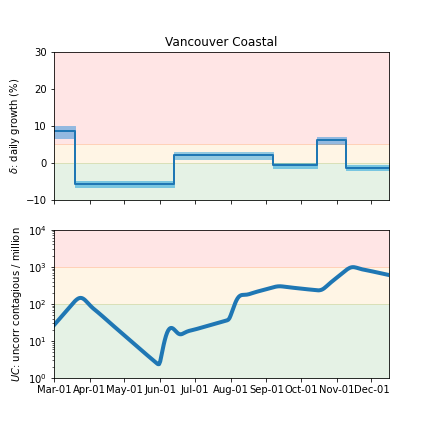 Vancouver Coastal
δ: daily growth (%)
30
20
10
0
−10
UC: uncorr contagious / million
10⁴
10³
10²
10¹
10⁰
Mar-01 Apr-01 May-01 Jun-01 Jul-01 Aug-01 Sep-01 Oct-01 Nov-01 Dec-01